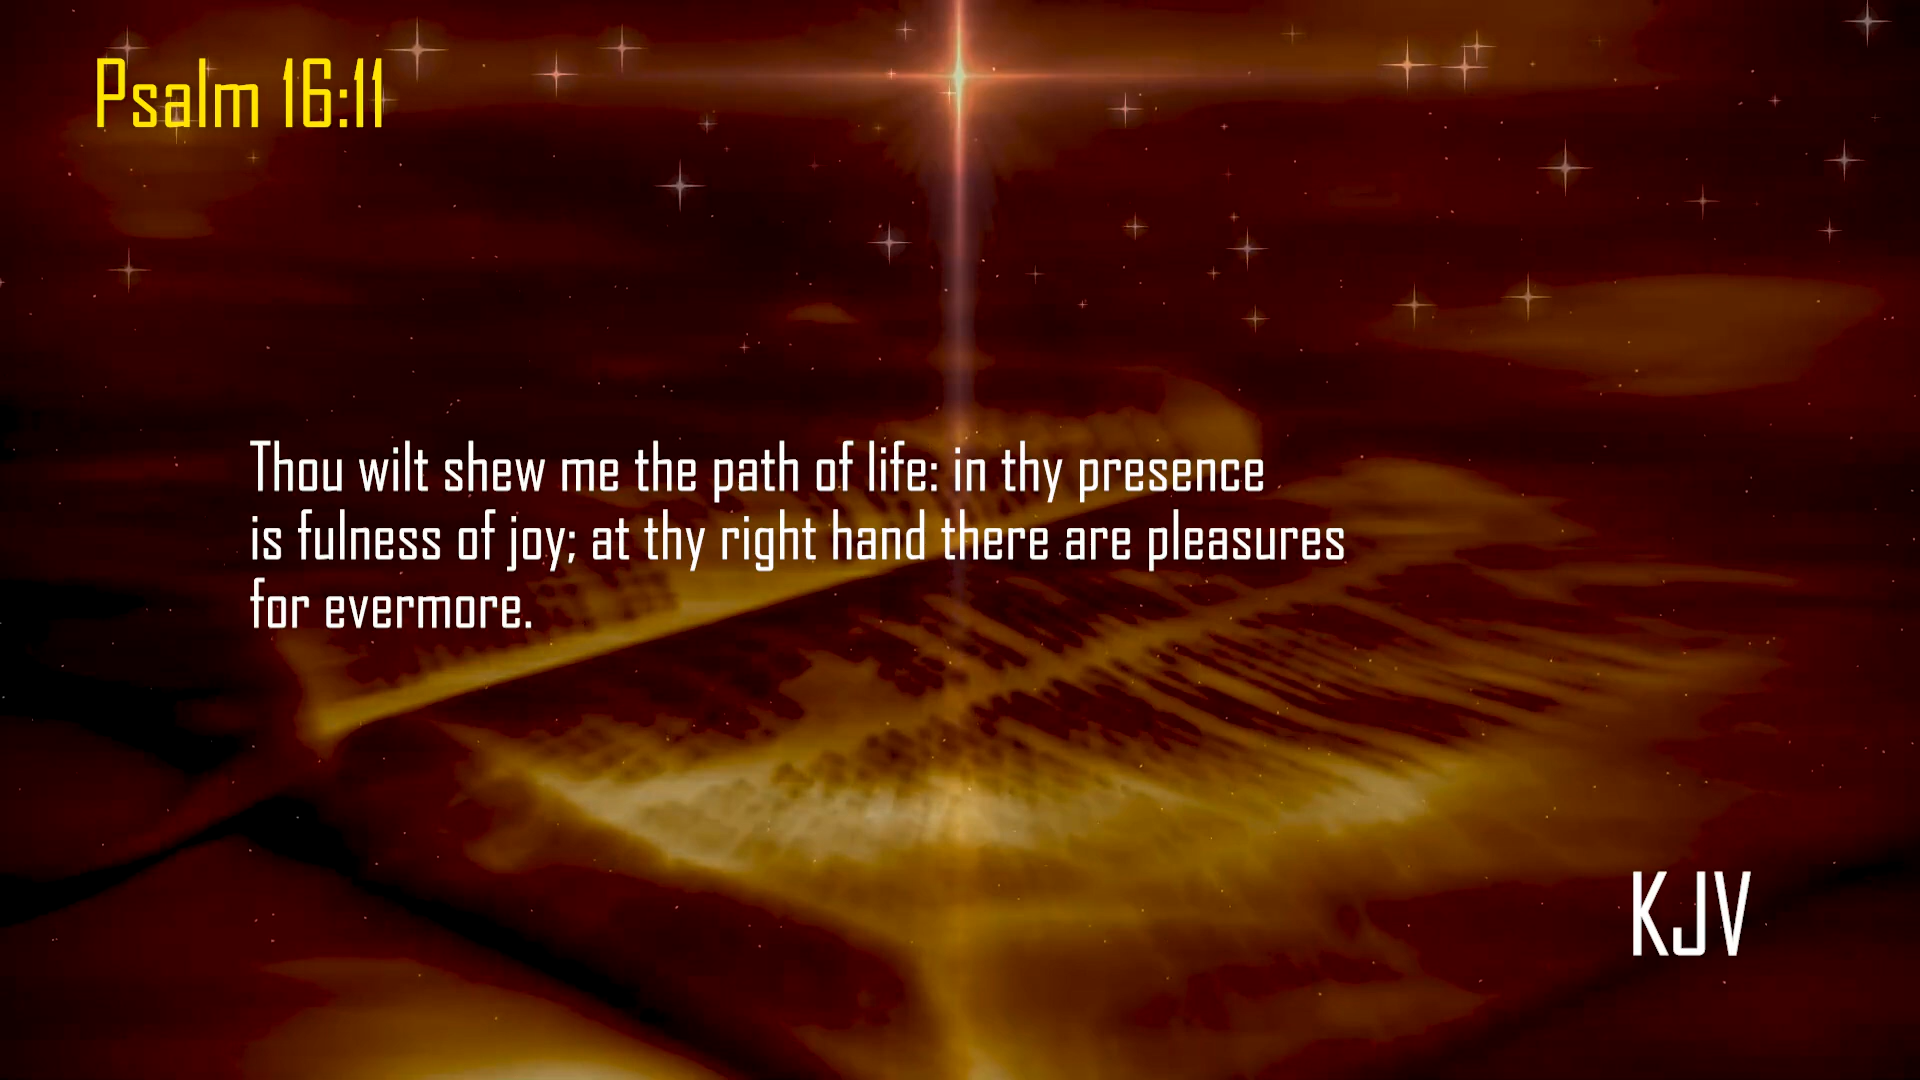 Psalm 16:11
Thou wilt shew me the path of life: in thy presence
is fulness of joy; at thy right hand there are pleasures
for evermore.
KJV